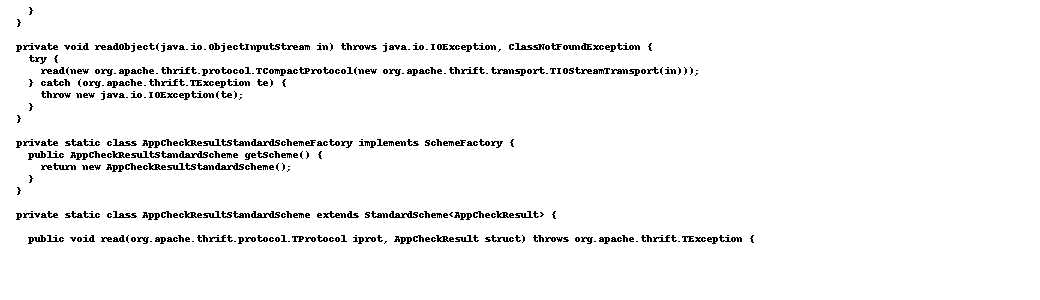 }
  }

  private void readObject(java.io.ObjectInputStream in) throws java.io.IOException, ClassNotFoundException {
    try {
      read(new org.apache.thrift.protocol.TCompactProtocol(new org.apache.thrift.transport.TIOStreamTransport(in)));
    } catch (org.apache.thrift.TException te) {
      throw new java.io.IOException(te);
    }
  }

  private static class AppCheckResultStandardSchemeFactory implements SchemeFactory {
    public AppCheckResultStandardScheme getScheme() {
      return new AppCheckResultStandardScheme();
    }
  }

  private static class AppCheckResultStandardScheme extends StandardScheme<AppCheckResult> {

    public void read(org.apache.thrift.protocol.TProtocol iprot, AppCheckResult struct) throws org.apache.thrift.TException {